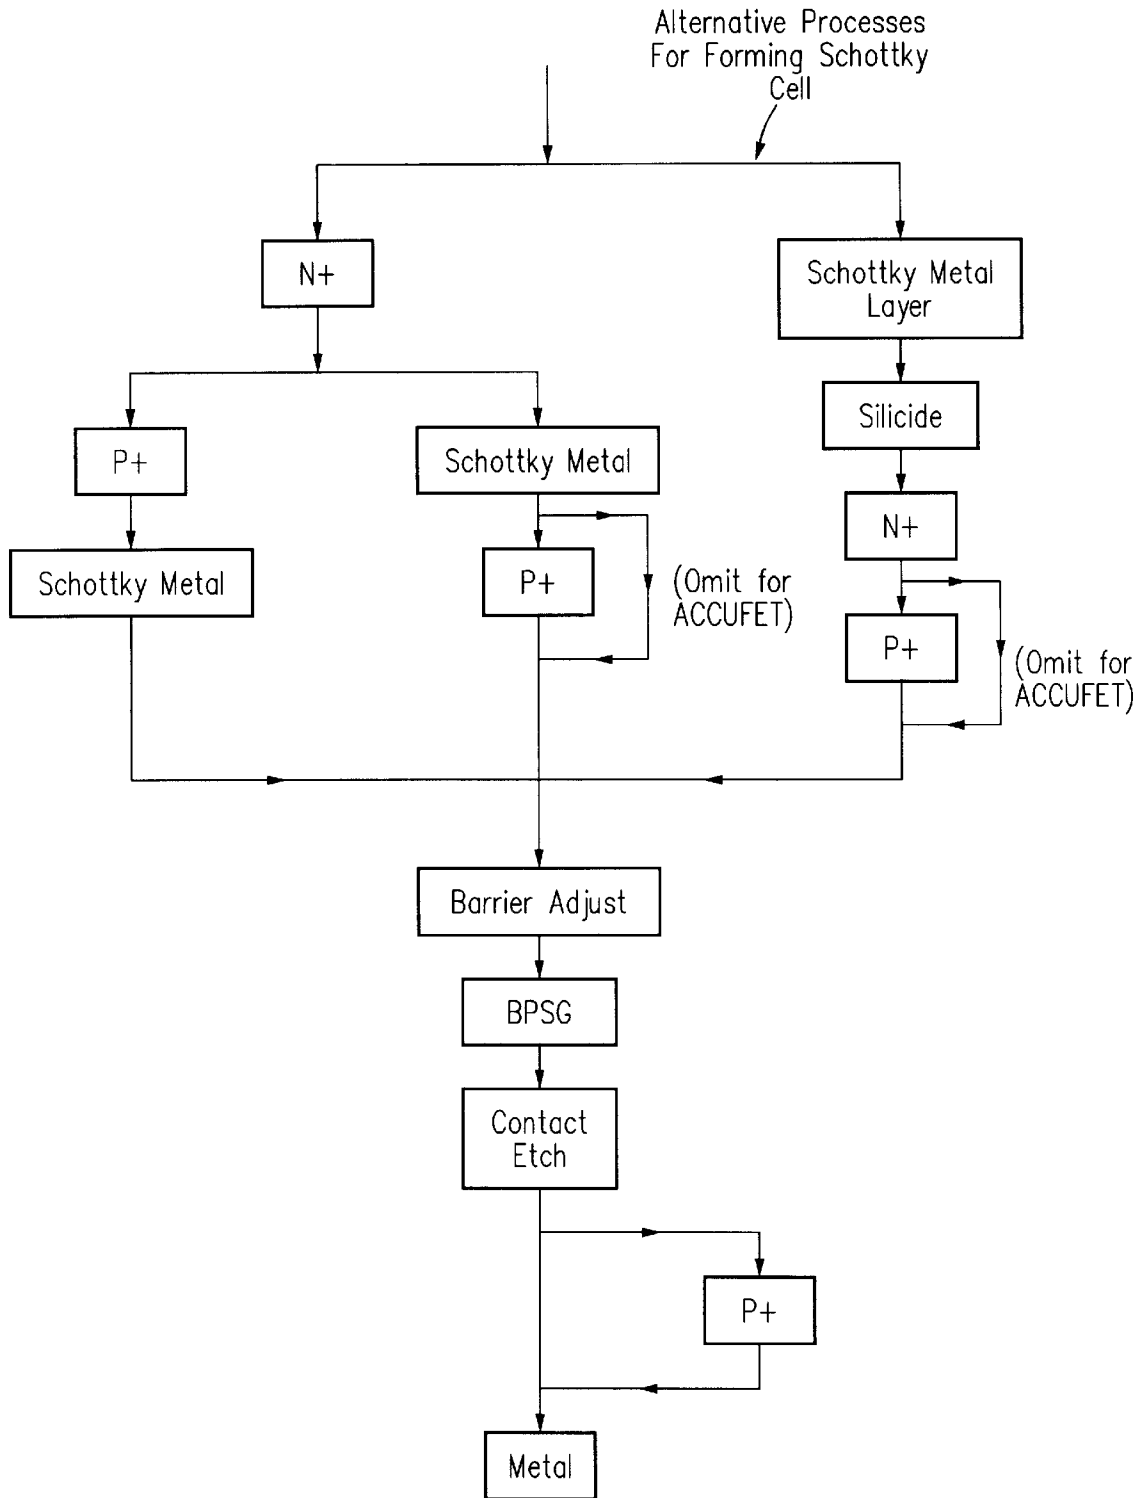 Alternative Processes
For Forming Schottky
Cell
N+
Schottky Metal
Layer
Silicide
P+
Schottky Metal
N+
Schottky Metal
P+
(Omit for
ACCUFET)
P+
(Omit for
ACCUFET)
Barrier Adjust
BPSG
Contact
Etch
P+
Metal